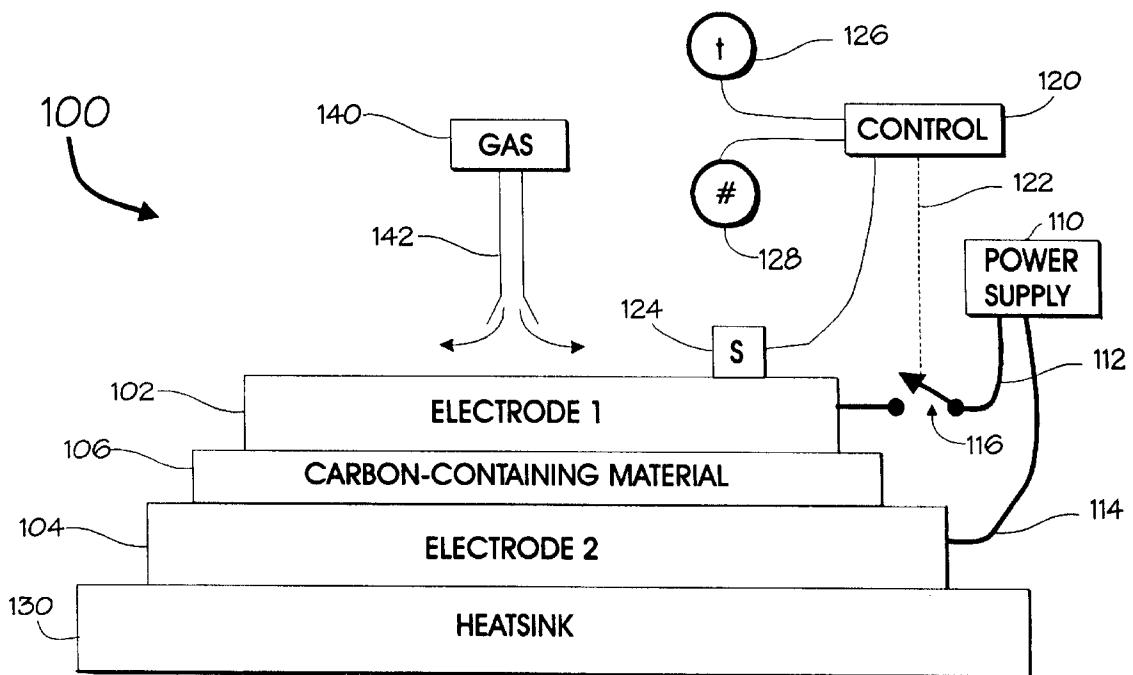 t
126
120
CONTROL
100
140
GAS
#
122
128
110
POWER
SUPPLY
142
124
S
112
102
ELECTRODE 1
116
106
CARBON-CONTAINING MATERIAL
104
ELECTRODE 2
114
130
HEATSINK